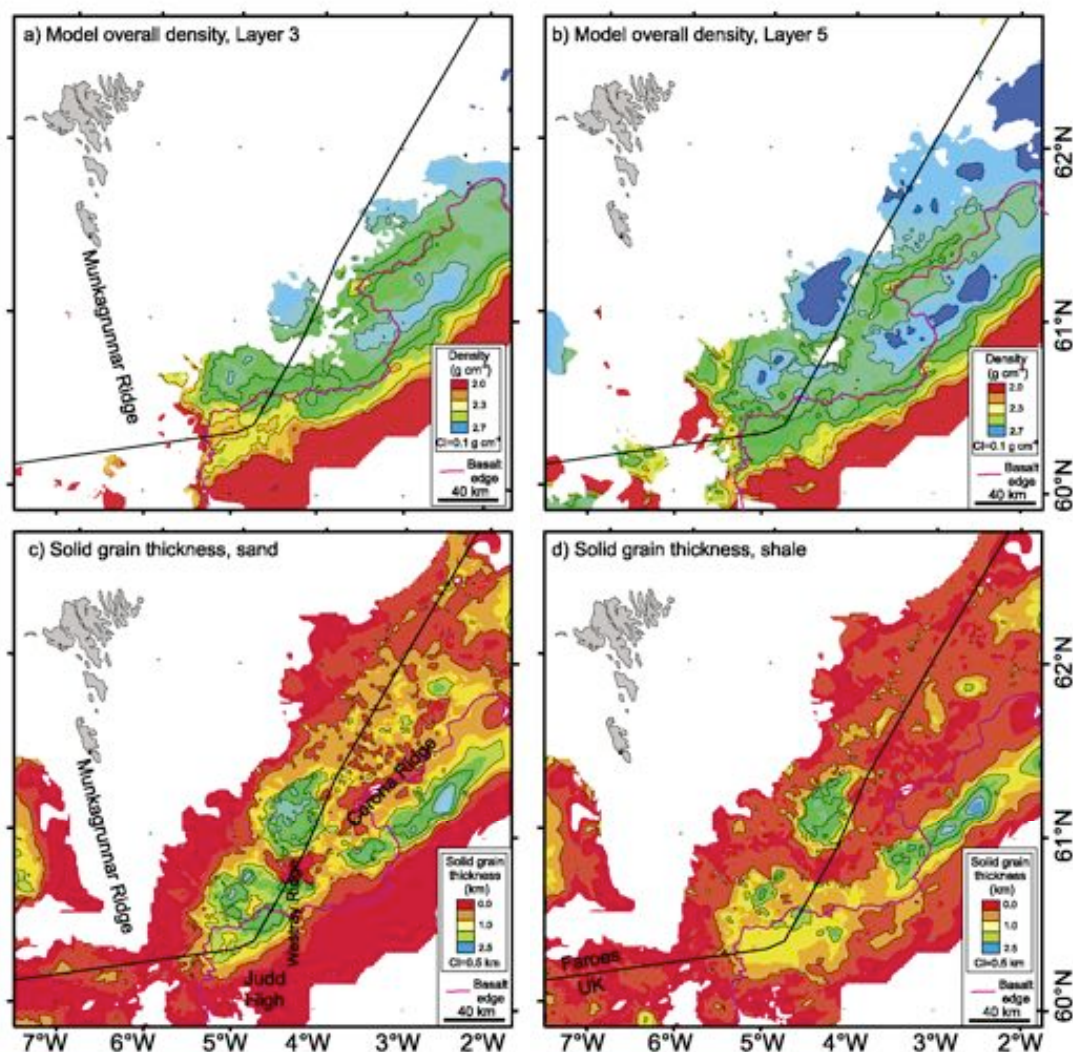 a) Model overall density, Layer 3
Munkagrunnar Ridge
Density
(g cm⁻³)
2.0
2.3
2.7
CI=0.1 g cm⁻³
Basalt
edge
40 km
b) Model overall density, Layer 5
Density
(g cm⁻³)
2.0
2.3
2.7
CI=0.1 g cm⁻³
Basalt
edge
40 km
62°N
61°N
60°N
c) Solid grain thickness, sand
Munkagrunnar Ridge
Corona Ridge
Westray Ridge
Judd
High
Solid grain
thickness
(km)
0.0
1.0
2.5
CI=0.5 km
Basalt
edge
40 km
7°W 6°W 5°W 4°W 3°W 2°W
d) Solid grain thickness, shale
Faroes
UK
Solid grain
thickness
(km)
0.0
1.0
2.5
CI=0.5 km
Basalt
edge
40 km
62°N
61°N
60°N
7°W 6°W 5°W 4°W 3°W 2°W